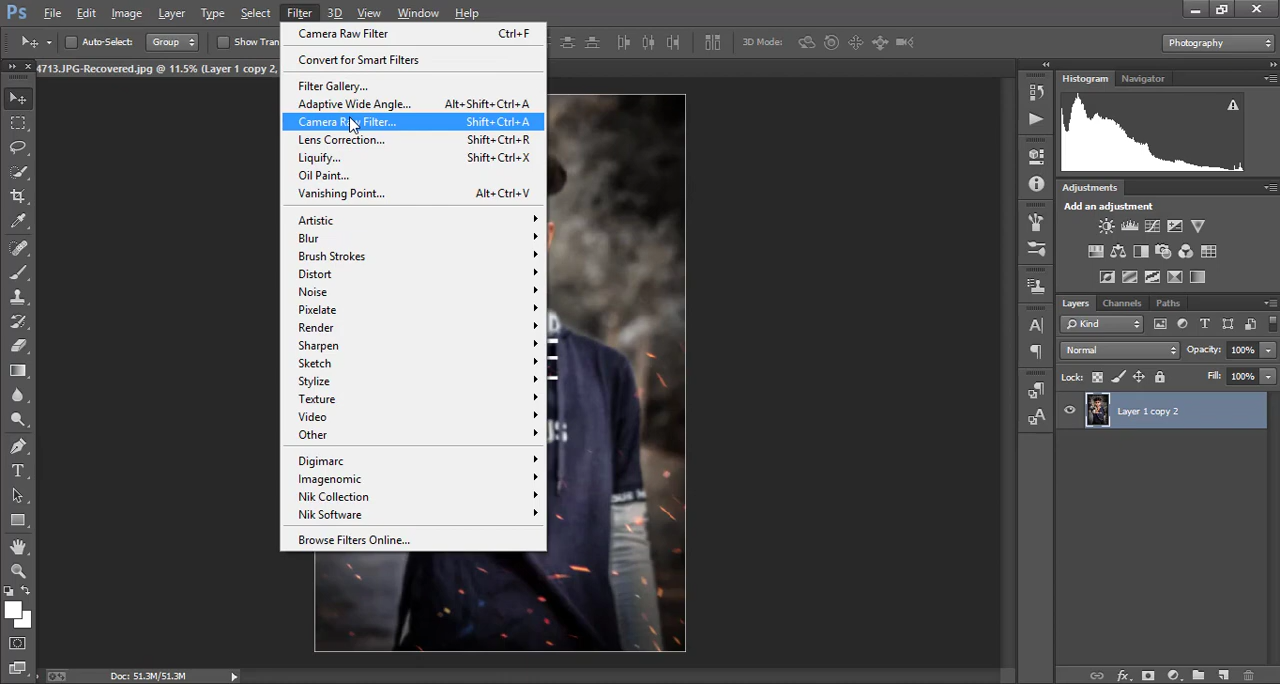 Ps File Edit Image Layer Type Select Filter 3D View Window Help
Auto-Select: Group Show Tran 3D Mode: Photography
4713.JPG-Recovered.jpg @ 11.5% (Layer 1 copy 2,
Camera Raw Filter Ctrl+F
Convert for Smart Filters
Filter Gallery...
Adaptive Wide Angle... Alt+Shift+Ctrl+A
Camera Raw Filter... Shift+Ctrl+A
Lens Correction... Shift+Ctrl+R
Liquify... Shift+Ctrl+X
Oil Paint...
Vanishing Point... Alt+Ctrl+V
Artistic
Blur
Brush Strokes
Distort
Noise
Pixelate
Render
Sharpen
Sketch
Stylize
Texture
Video
Other
Digimarc
Imagenomic
Nik Collection
Nik Software
Browse Filters Online...
Histogram Navigator
Adjustments
Add an adjustment
Layers Channels Paths
Kind
Normal Opacity: 100%
Lock: Fill: 100%
Layer 1 copy 2
Doc: 51.3M/51.3M